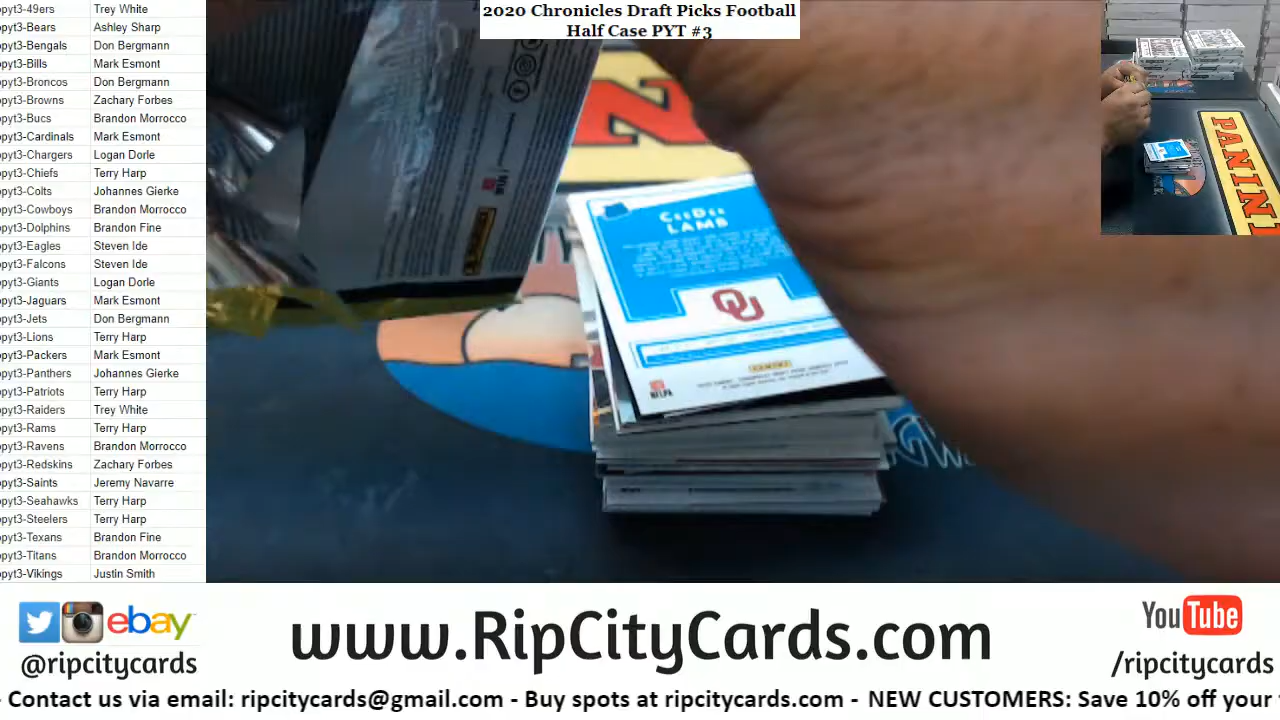 2020 Chronicles Draft Picks Football
Half Case PYT #3
pyt3-49ers Trey White
pyt3-Bears Ashley Sharp
pyt3-Bengals Don Bergmann
pyt3-Bills Mark Esmont
pyt3-Broncos Don Bergmann
pyt3-Browns Zachary Forbes
pyt3-Bucs Brandon Morrocco
pyt3-Cardinals Mark Esmont
pyt3-Chargers Logan Dorle
pyt3-Chiefs Terry Harp
pyt3-Colts Johannes Gierke
pyt3-Cowboys Brandon Morrocco
pyt3-Dolphins Brandon Fine
pyt3-Eagles Steven Ide
pyt3-Falcons Steven Ide
pyt3-Giants Logan Dorle
pyt3-Jaguars Mark Esmont
pyt3-Jets Don Bergmann
pyt3-Lions Terry Harp
pyt3-Packers Mark Esmont
pyt3-Panthers Johannes Gierke
pyt3-Patriots Terry Harp
pyt3-Raiders Trey White
pyt3-Rams Terry Harp
pyt3-Ravens Brandon Morrocco
pyt3-Redskins Zachary Forbes
pyt3-Saints Jeremy Navarre
pyt3-Seahawks Terry Harp
pyt3-Steelers Terry Harp
pyt3-Texans Brandon Fine
pyt3-Titans Brandon Morrocco
pyt3-Vikings Justin Smith
CeeDee
LAMB
OU
PANINI
NFLPA
PANINI
ebay
@ripcitycards
www.RipCityCards.com
YouTube
/ripcitycards
- Contact us via email: ripcitycards@gmail.com - Buy spots at ripcitycards.com - NEW CUSTOMERS: Save 10% off your